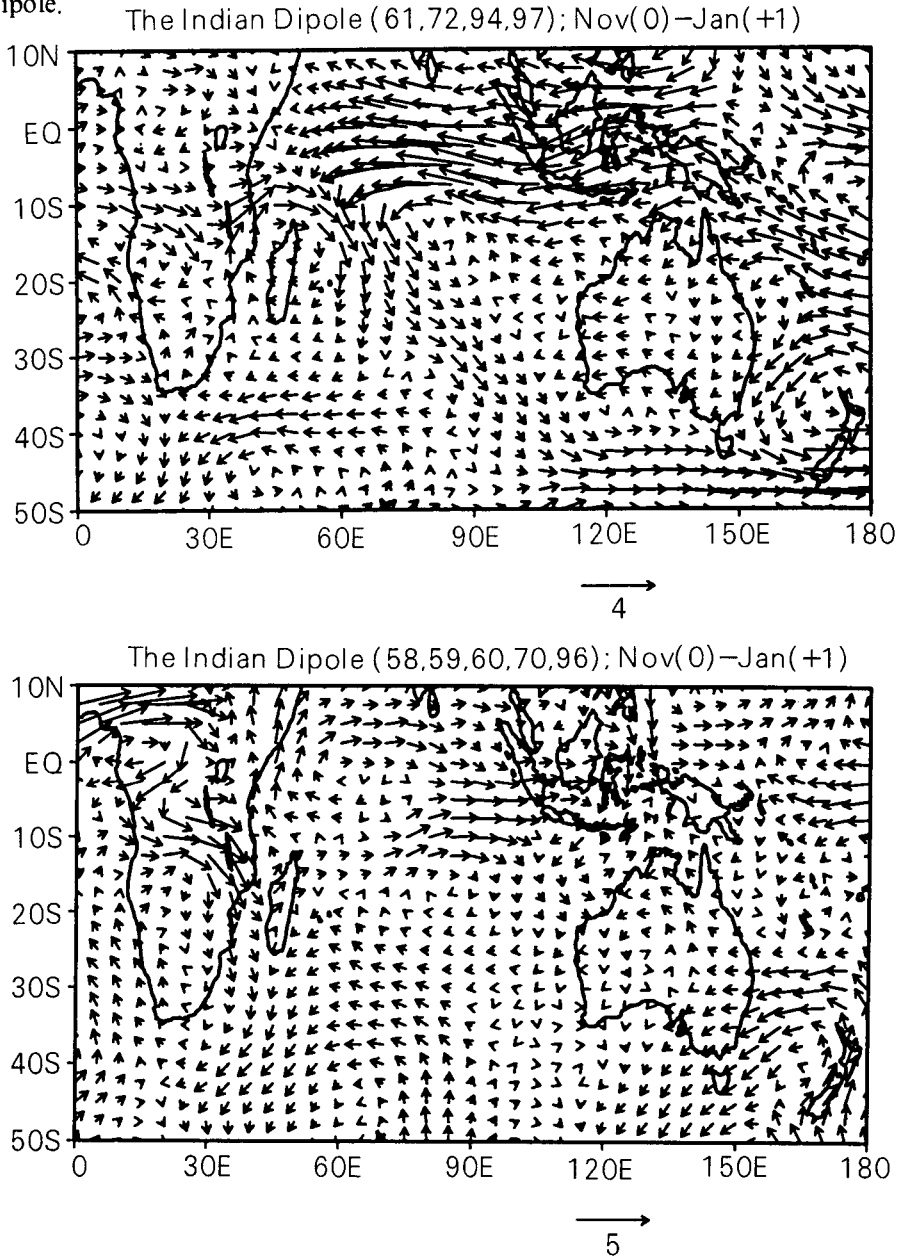 ipole.
The Indian Dipole (61,72,94,97); Nov(0)–Jan(+1)
10N
EQ
10S
20S
30S
40S
50S
0 30E 60E 90E 120E 150E 180
4
The Indian Dipole (58,59,60,70,96); Nov(0)–Jan(+1)
10N
EQ
10S
20S
30S
40S
50S
0 30E 60E 90E 120E 150E 180
5